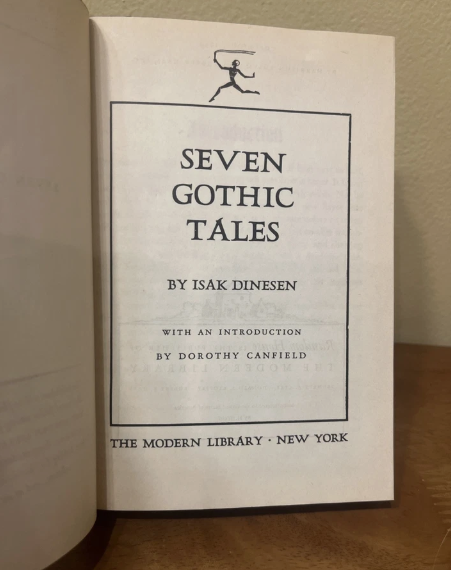 SEVEN
GOTHIC
TALES
BY ISAK DINESEN
WITH AN INTRODUCTION
BY DOROTHY CANFIELD
THE MODERN LIBRARY · NEW YORK